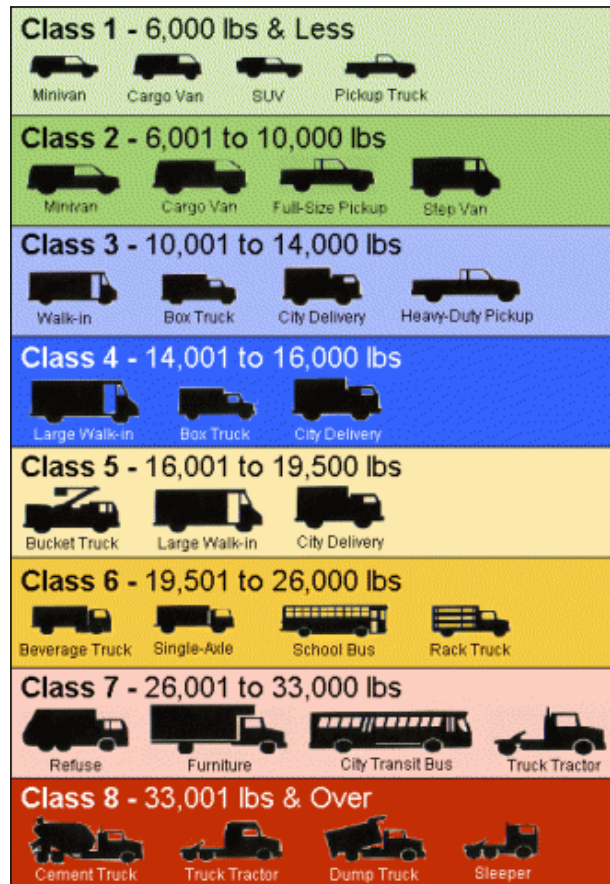 Class 1 - 6,000 lbs & Less
Minivan Cargo Van SUV Pickup Truck
Class 2 - 6,001 to 10,000 lbs
Minivan Cargo Van Full-Size Pickup Step Van
Class 3 - 10,001 to 14,000 lbs
Walk-in Box Truck City Delivery Heavy-Duty Pickup
Class 4 - 14,001 to 16,000 lbs
Large Walk-in Box Truck City Delivery
Class 5 - 16,001 to 19,500 lbs
Bucket Truck Large Walk-in City Delivery
Class 6 - 19,501 to 26,000 lbs
Beverage Truck Single-Axle School Bus Rack Truck
Class 7 - 26,001 to 33,000 lbs
Refuse Furniture City Transit Bus Truck Tractor
Class 8 - 33,001 lbs & Over
Cement Truck Truck Tractor Dump Truck Sleeper